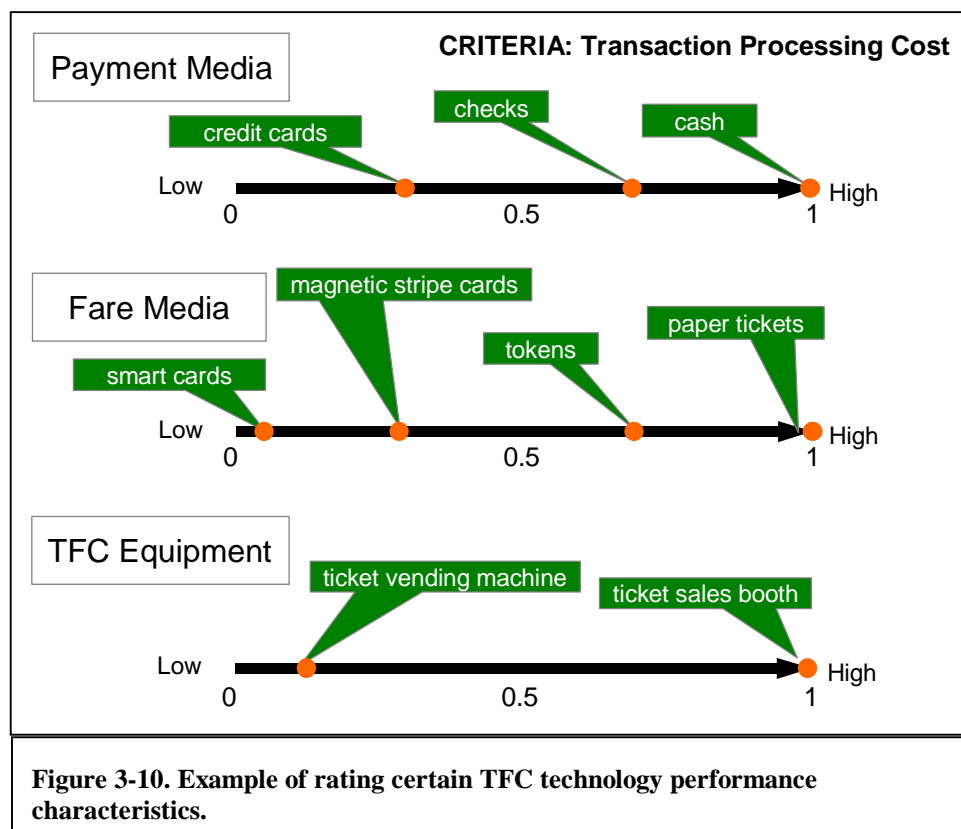 CRITERIA: Transaction Processing Cost
Payment Media
checks
cash
credit cards
Low
High
0
0.5
1
magnetic stripe cards
Fare Media
paper tickets
tokens
smart cards
Low
High
0
0.5
1
TFC Equipment
ticket vending machine
ticket sales booth
Low
High
0
0.5
1
Figure 3-10. Example of rating certain TFC technology performance
characteristics.